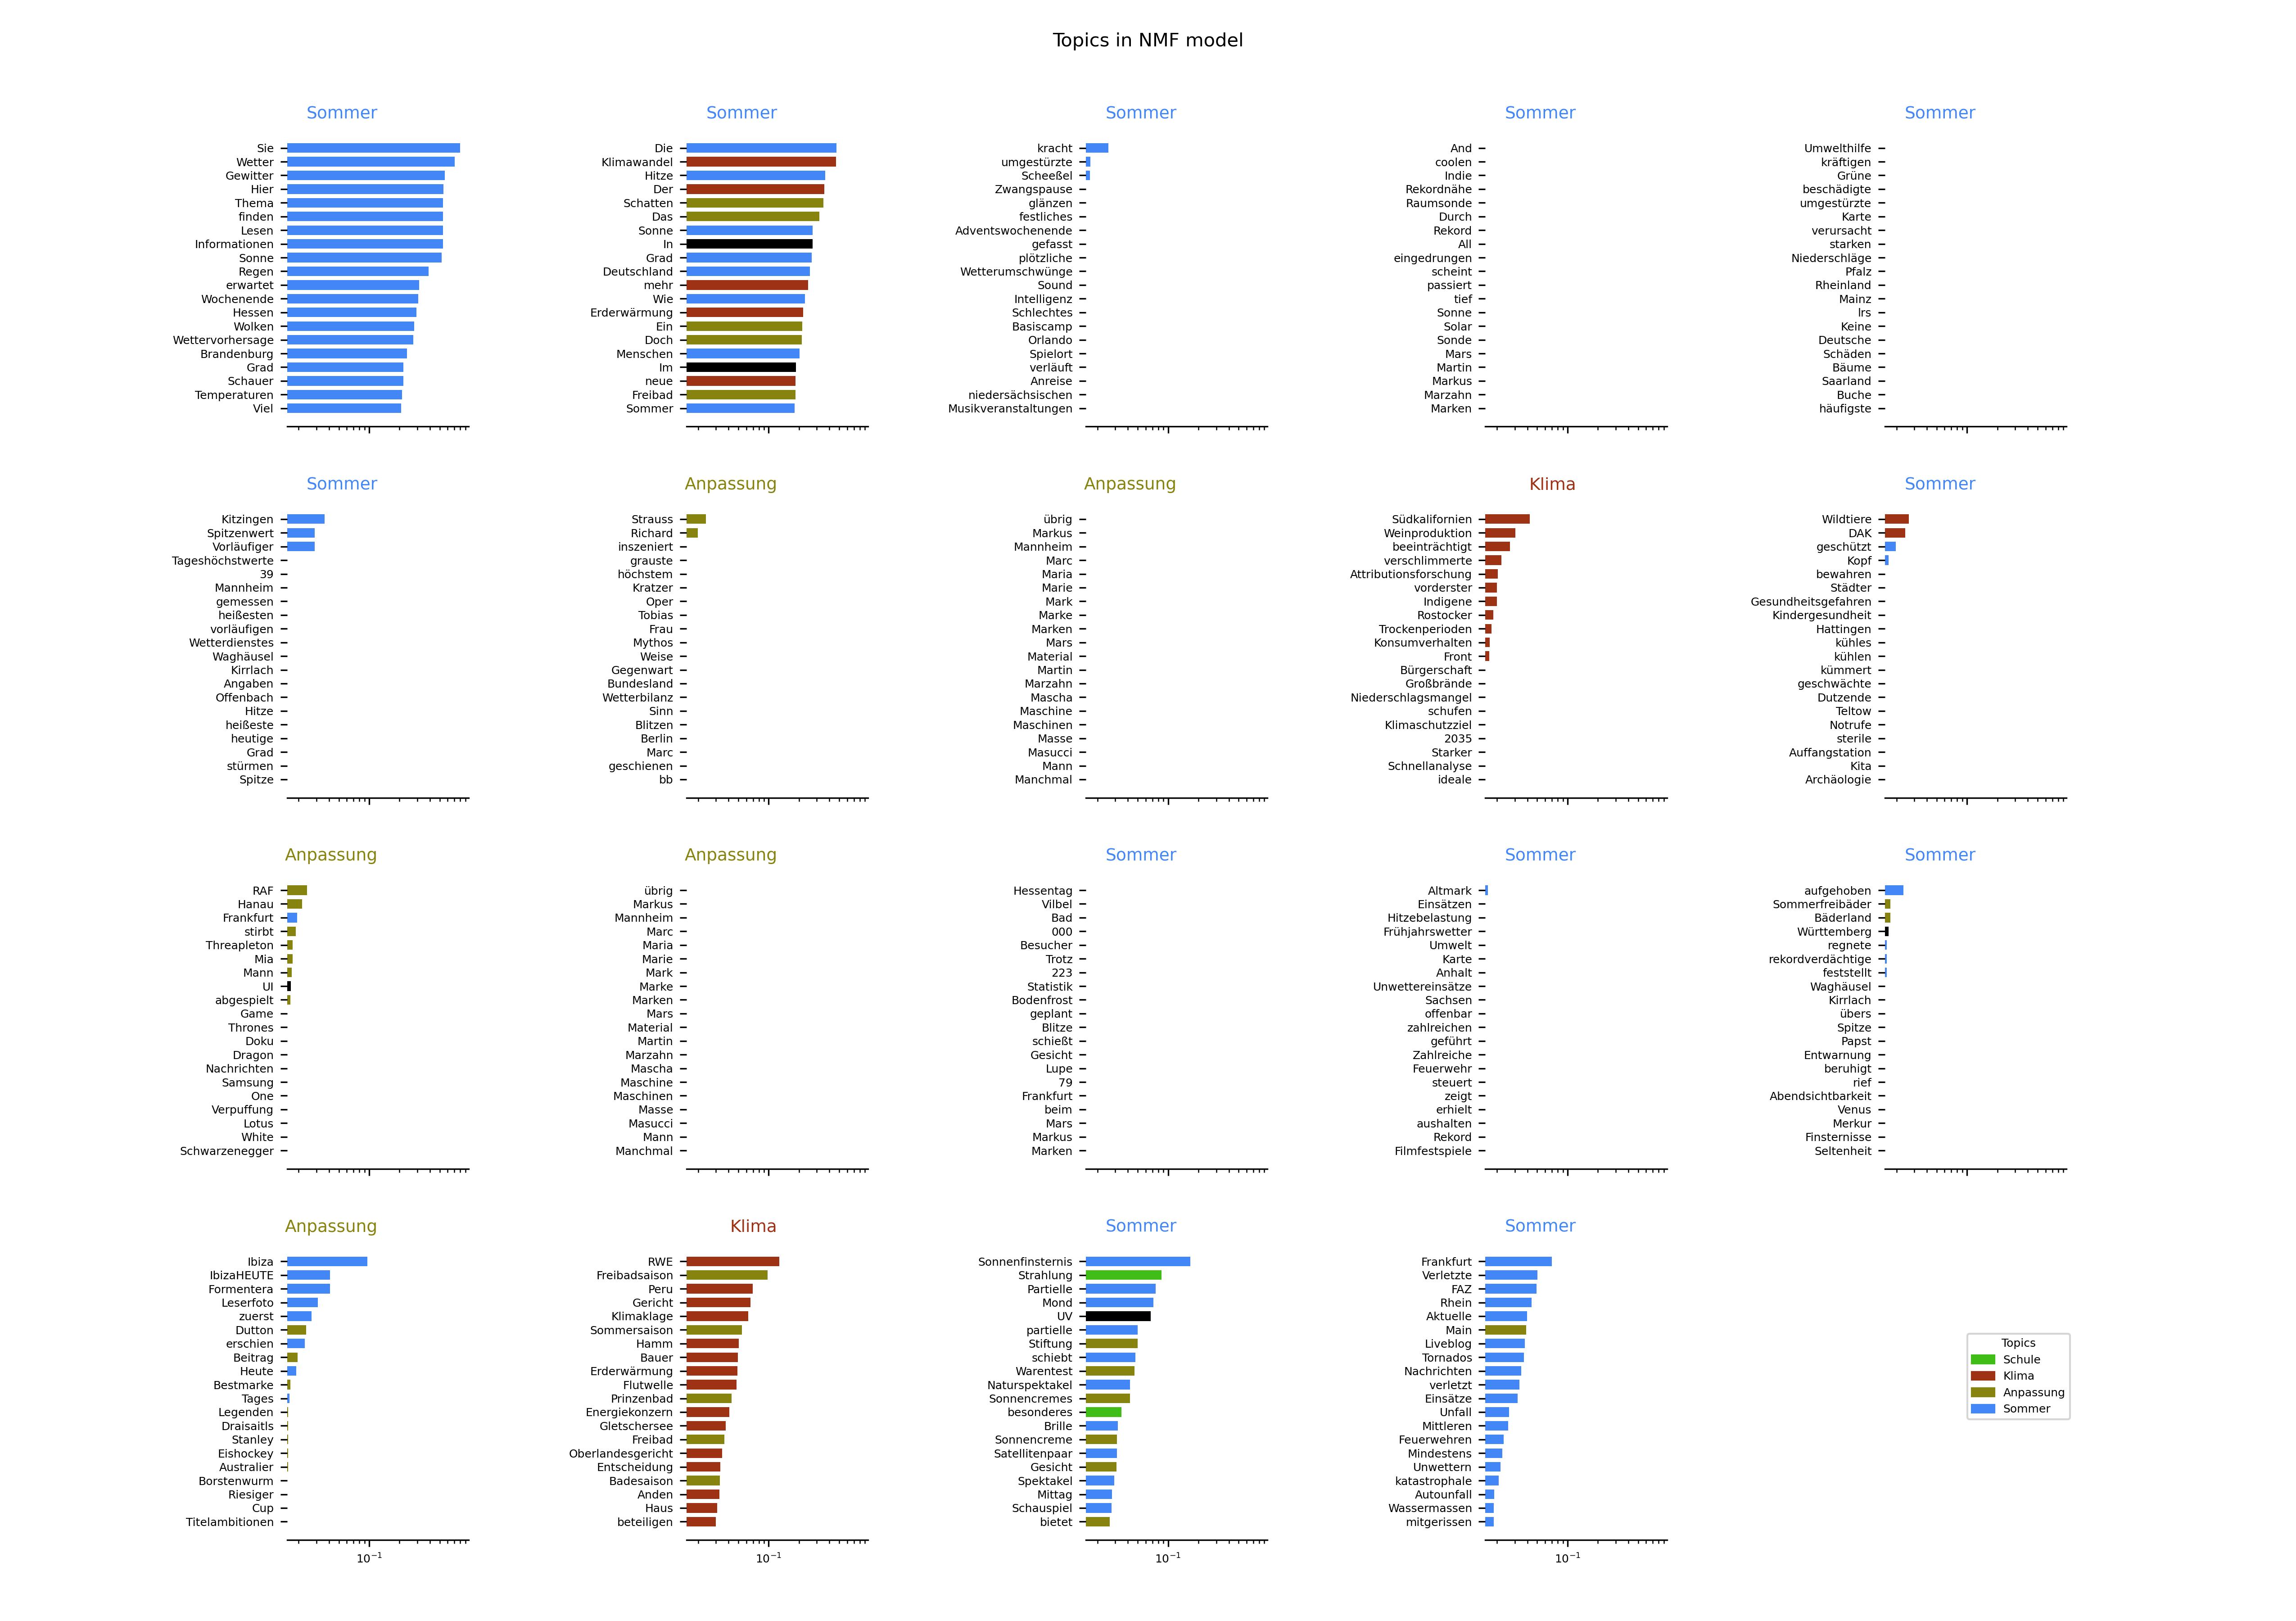 Topics in NMF model
Sommer
Sie
Wetter
Gewitter
Hier
Thema
finden
Lesen
Informationen
Sonne
Regen
erwartet
Wochenende
Hessen
Wolken
Wettervorhersage
Brandenburg
Grad
Schauer
Temperaturen
Viel
Sommer
Die
Klimawandel
Hitze
Der
Schatten
Das
Sonne
In
Grad
Deutschland
mehr
Wie
Erderwärmung
Ein
Doch
Menschen
Im
neue
Freibad
Sommer
Sommer
kracht
umgestürzte
Scheeßel
Zwangspause
glänzen
festliches
Adventswochenende
gefasst
plötzliche
Wetterumschwünge
Sound
Intelligenz
Schlechtes
Basiscamp
Orlando
Spielort
verläuft
Anreise
niedersächsischen
Musikveranstaltungen
Sommer
And
coolen
Indie
Rekordnähe
Raumsonde
Durch
Rekord
All
eingedrungen
scheint
passiert
tief
Sonne
Solar
Sonde
Mars
Martin
Markus
Marzahn
Marken
Sommer
Umwelthilfe
kräftigen
Grüne
beschädigte
umgestürzte
Karte
verursacht
starken
Niederschläge
Pfalz
Rheinland
Mainz
Irs
Keine
Deutsche
Schäden
Bäume
Saarland
Buche
häufigste
Sommer
Kitzingen
Spitzenwert
Vorläufiger
Tageshöchstwerte
39
Mannheim
gemessen
heißesten
vorläufigen
Wetterdienstes
Waghäusel
Kirrlach
Angaben
Offenbach
Hitze
heißeste
heutige
Grad
stürmen
Spitze
Anpassung
Strauss
Richard
inszeniert
grauste
höchstem
Kratzer
Oper
Tobias
Frau
Mythos
Weise
Gegenwart
Bundesland
Wetterbilanz
Sinn
Blitzen
Berlin
Marc
geschienen
bb
Anpassung
übrig
Markus
Mannheim
Marc
Maria
Marie
Mark
Marke
Marken
Mars
Material
Martin
Marzahn
Mascha
Maschine
Maschinen
Masse
Masucci
Mann
Manchmal
Klima
Südkalifornien
Weinproduktion
beeinträchtigt
verschlimmerte
Attributionsforschung
vorderster
Indigene
Rostocker
Trockenperioden
Konsumverhalten
Front
Bürgerschaft
Großbrände
Niederschlagsmangel
schufen
Klimaschutzziel
2035
Starker
Schnellanalyse
ideale
Sommer
Wildtiere
DAK
geschützt
Kopf
bewahren
Städter
Gesundheitsgefahren
Kindergesundheit
Hattingen
kühles
kühlen
kümmert
geschwächte
Dutzende
Teltow
Notrufe
sterile
Auffangstation
Kita
Archäologie
Anpassung
RAF
Hanau
Frankfurt
stirbt
Threapleton
Mia
Mann
UI
abgespielt
Game
Thrones
Doku
Dragon
Nachrichten
Samsung
One
Verpuffung
Lotus
White
Schwarzenegger
Anpassung
übrig
Markus
Mannheim
Marc
Maria
Marie
Mark
Marke
Marken
Mars
Material
Martin
Marzahn
Mascha
Maschine
Maschinen
Masse
Masucci
Mann
Manchmal
Sommer
Hessentag
Vilbel
Bad
000
Besucher
Trotz
223
Statistik
Bodenfrost
geplant
Blitze
schießt
Gesicht
Lupe
79
Frankfurt
beim
Mars
Markus
Marken
Sommer
Altmark
Einsätzen
Hitzebelastung
Frühjahrswetter
Umwelt
Karte
Anhalt
Unwettereinsätze
Sachsen
offenbar
zahlreichen
geführt
Zahlreiche
Feuerwehr
steuert
zeigt
erhielt
aushalten
Rekord
Filmfestspiele
Sommer
aufgehoben
Sommerfreibäder
Bäderland
Württemberg
regnete
rekordverdächtige
feststellt
Waghäusel
Kirrlach
übers
Spitze
Papst
Entwarnung
beruhigt
rief
Abendsichtbarkeit
Venus
Merkur
Finsternisse
Seltenheit
Anpassung
Ibiza
IbizaHEUTE
Formentera
Leserfoto
zuerst
Dutton
erschien
Beitrag
Heute
Bestmarke
Tages
Legenden
Draisaitls
Stanley
Eishockey
Australier
Borstenwurm
Riesiger
Cup
Titelambitionen
10⁻¹
Klima
RWE
Freibadsaison
Peru
Gericht
Klimaklage
Sommersaison
Hamm
Bauer
Erderwärmung
Flutwelle
Prinzenbad
Energiekonzern
Gletschersee
Freibad
Oberlandesgericht
Entscheidung
Badesaison
Anden
Haus
beteiligen
10⁻¹
Sommer
Sonnenfinsternis
Strahlung
Partielle
Mond
UV
partielle
Stiftung
schiebt
Warentest
Naturspektakel
Sonnencremes
besonderes
Brille
Sonnencreme
Satellitenpaar
Gesicht
Spektakel
Mittag
Schauspiel
bietet
10⁻¹
Sommer
Frankfurt
Verletzte
FAZ
Rhein
Aktuelle
Main
Liveblog
Tornados
Nachrichten
verletzt
Einsätze
Unfall
Mittleren
Feuerwehren
Mindestens
Unwettern
katastrophale
Autounfall
Wassermassen
mitgerissen
10⁻¹
Topics
Schule
Klima
Anpassung
Sommer